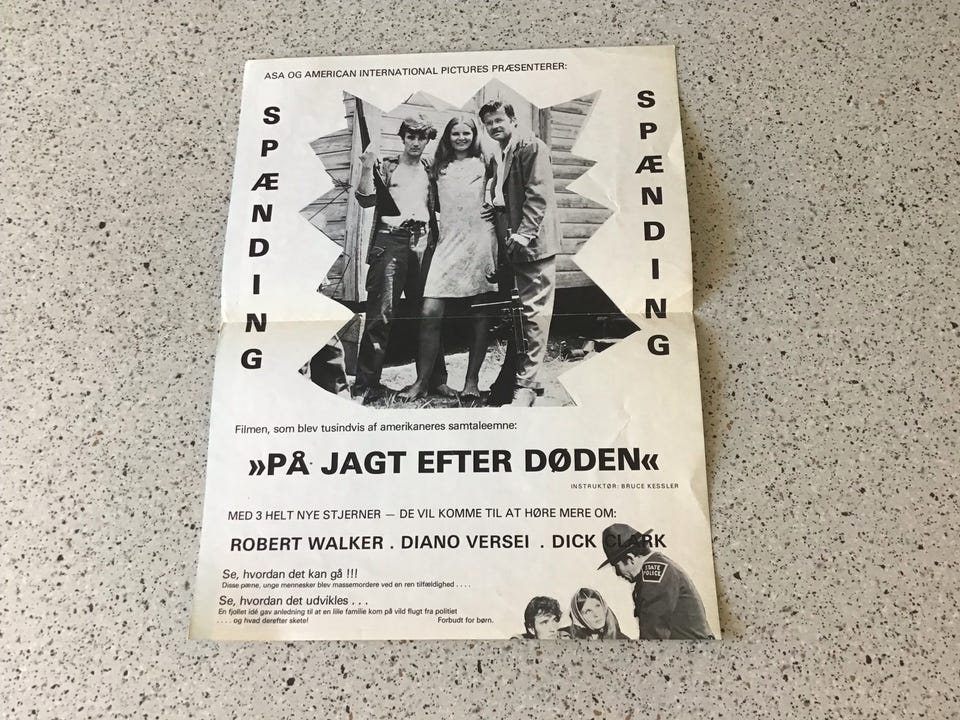 ASA OG AMERICAN INTERNATIONAL PICTURES PRÆSENTERER:
SPÆNDING
SPÆNDING
Filmen, som blev tusindvis af amerikaneres samtaleemne:
»PÅ JAGT EFTER DØDEN«
INSTRUKTØR: BRUCE KESSLER
MED 3 HELT NYE STJERNER — DE VIL KOMME TIL AT HØRE MERE OM:
ROBERT WALKER . DIANO VERSEI . DICK CLARK
Se, hvordan det kan gå !!!
Disse pæne, unge mennesker blev massemordere ved en ren tilfældighed . . . .
Se, hvordan det udvikles . . .
En fjollet idé gav anledning til at en lille familie kom på vild flugt fra politiet
. . . . og hvad derefter skete! Forbudt for børn.
STATE
POLICE